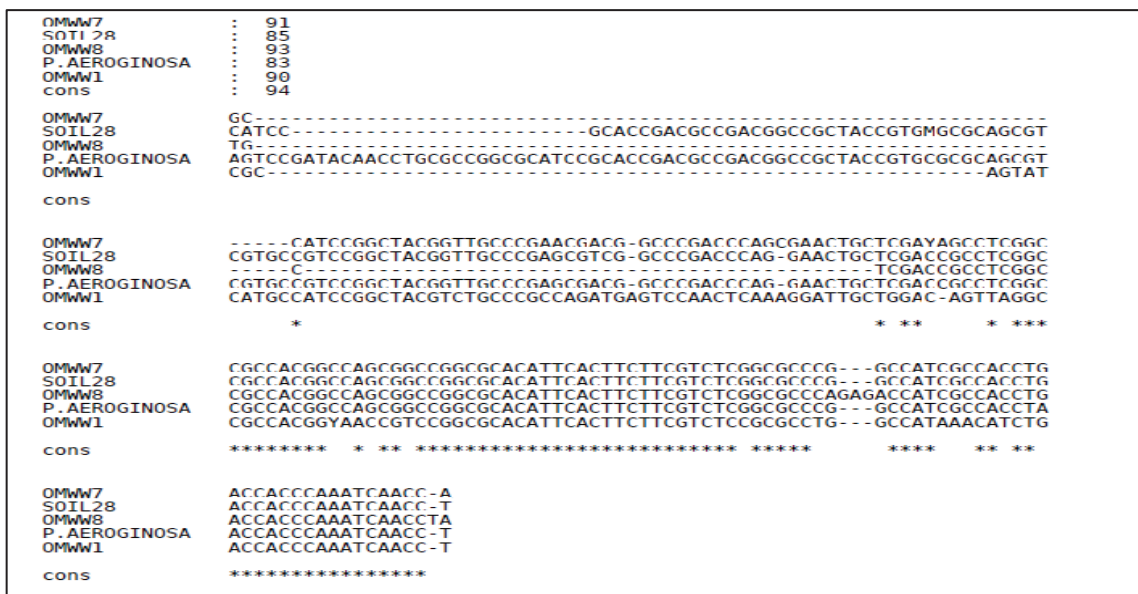 OMWW7 : 91
SOIL28 : 85
OMWW8 : 93
P.AEROGINOSA : 83
OMWW1 : 90
cons : 94
OMWW7 GC----------------------------------------------------------------
SOIL28 CATCC------------------------GCACCGACGCCGACGGCCGCTACCGTGMGCGCAGCGT
OMWW8 TG----------------------------------------------------------------
P.AEROGINOSA AGTCCGATACAACCTGCGCCGGCGCATCCGCACCGACGCCGACGGCCGCTACCGTGCGCGCAGCGT
OMWW1 CGC----------------------------------------------------------AGTAT
cons
OMWW7 -----CATCCGGCTACGGTTGCCCGAACGACG-GCCCGACCCAGCGAACTGCTCGAYAGCCTCGGC
SOIL28 CGTGCCGTCCGGCTACGGTTGCCCGAGCGTCG-GCCCGACCCAG-GAACTGCTCGACCGCCTCGGC
OMWW8 -----C----------------------------------------------TCGACCGCCTCGGC
P.AEROGINOSA CGTGCCGTCCGGCTACGGTTGCCCGAGCGACG-GCCCGACCCAG-GAACTGCTCGACCGCCTCGGC
OMWW1 CATGCCATCCGGCTACGTCTGCCCGCCAGATGAGTCCAACTCAAAGGATTGCTGGAC-AGTTAGGC
cons * * ** * ***
OMWW7 CGCCACGGCCAGCGGCCGGCGCACATTCACTTCTTCGTCTCGGCGCCCG---GCCATCGCCACCTG
SOIL28 CGCCACGGCCAGCGGCCGGCGCACATTCACTTCTTCGTCTCGGCGCCCG---GCCATCGCCACCTG
OMWW8 CGCCACGGCCAGCGGCCGGCGCACATTCACTTCTTCGTCTCGGCGCCCAGAGACCATCGCCACCTG
P.AEROGINOSA CGCCACGGCCAGCGGCCGGCGCACATTCACTTCTTCGTCTCGGCGCCCG---GCCATCGCCACCTA
OMWW1 CGCCACGGYAACCGTCCGGCGCACATTCACTTCTTCGTCTCCGCGCCTG---GCCATAAACATCTG
cons ******** * ** ************************** ***** **** ** **
OMWW7 ACCACCCAAATCAACC-A
SOIL28 ACCACCCAAATCAACC-T
OMWW8 ACCACCCAAATCAACCTA
P.AEROGINOSA ACCACCCAAATCAACC-T
OMWW1 ACCACCCAAATCAACC-T
cons ****************